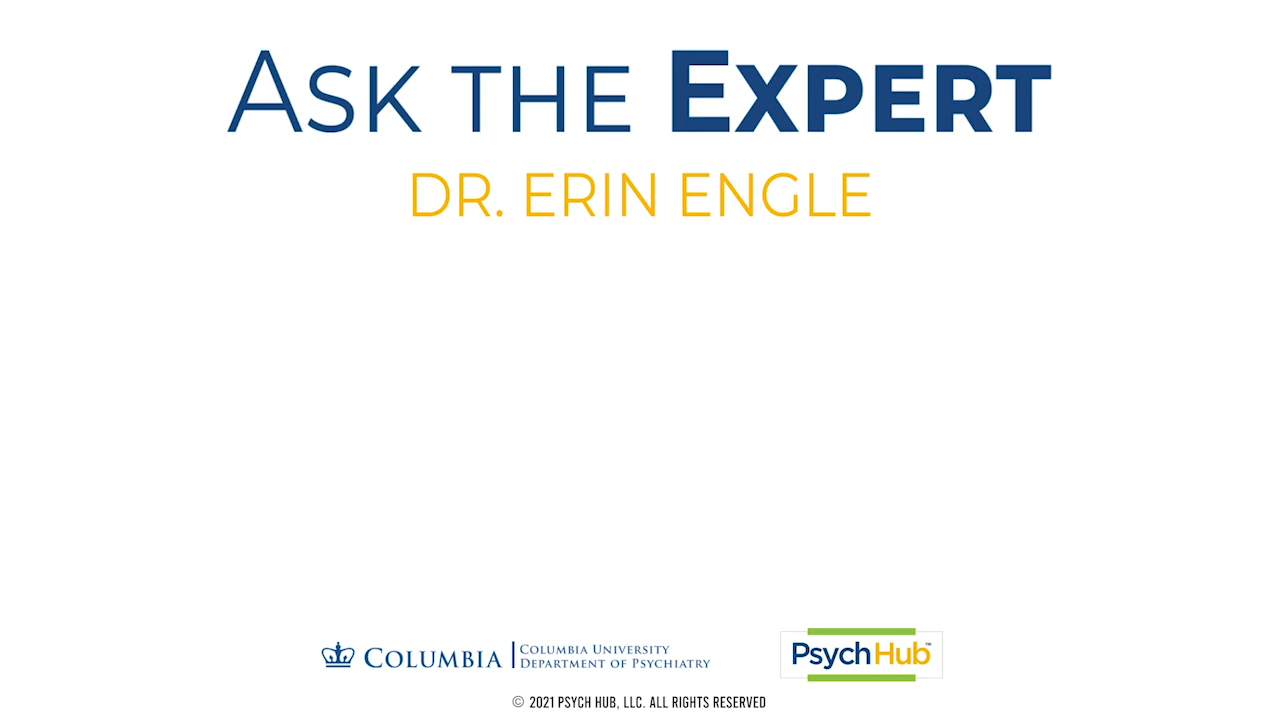 ASK THE EXPERT
DR. ERIN ENGLE
COLUMBIA
COLUMBIA UNIVERSITY
DEPARTMENT OF PSYCHIATRY
PsychHub™
© 2021 PSYCH HUB, LLC. ALL RIGHTS RESERVED